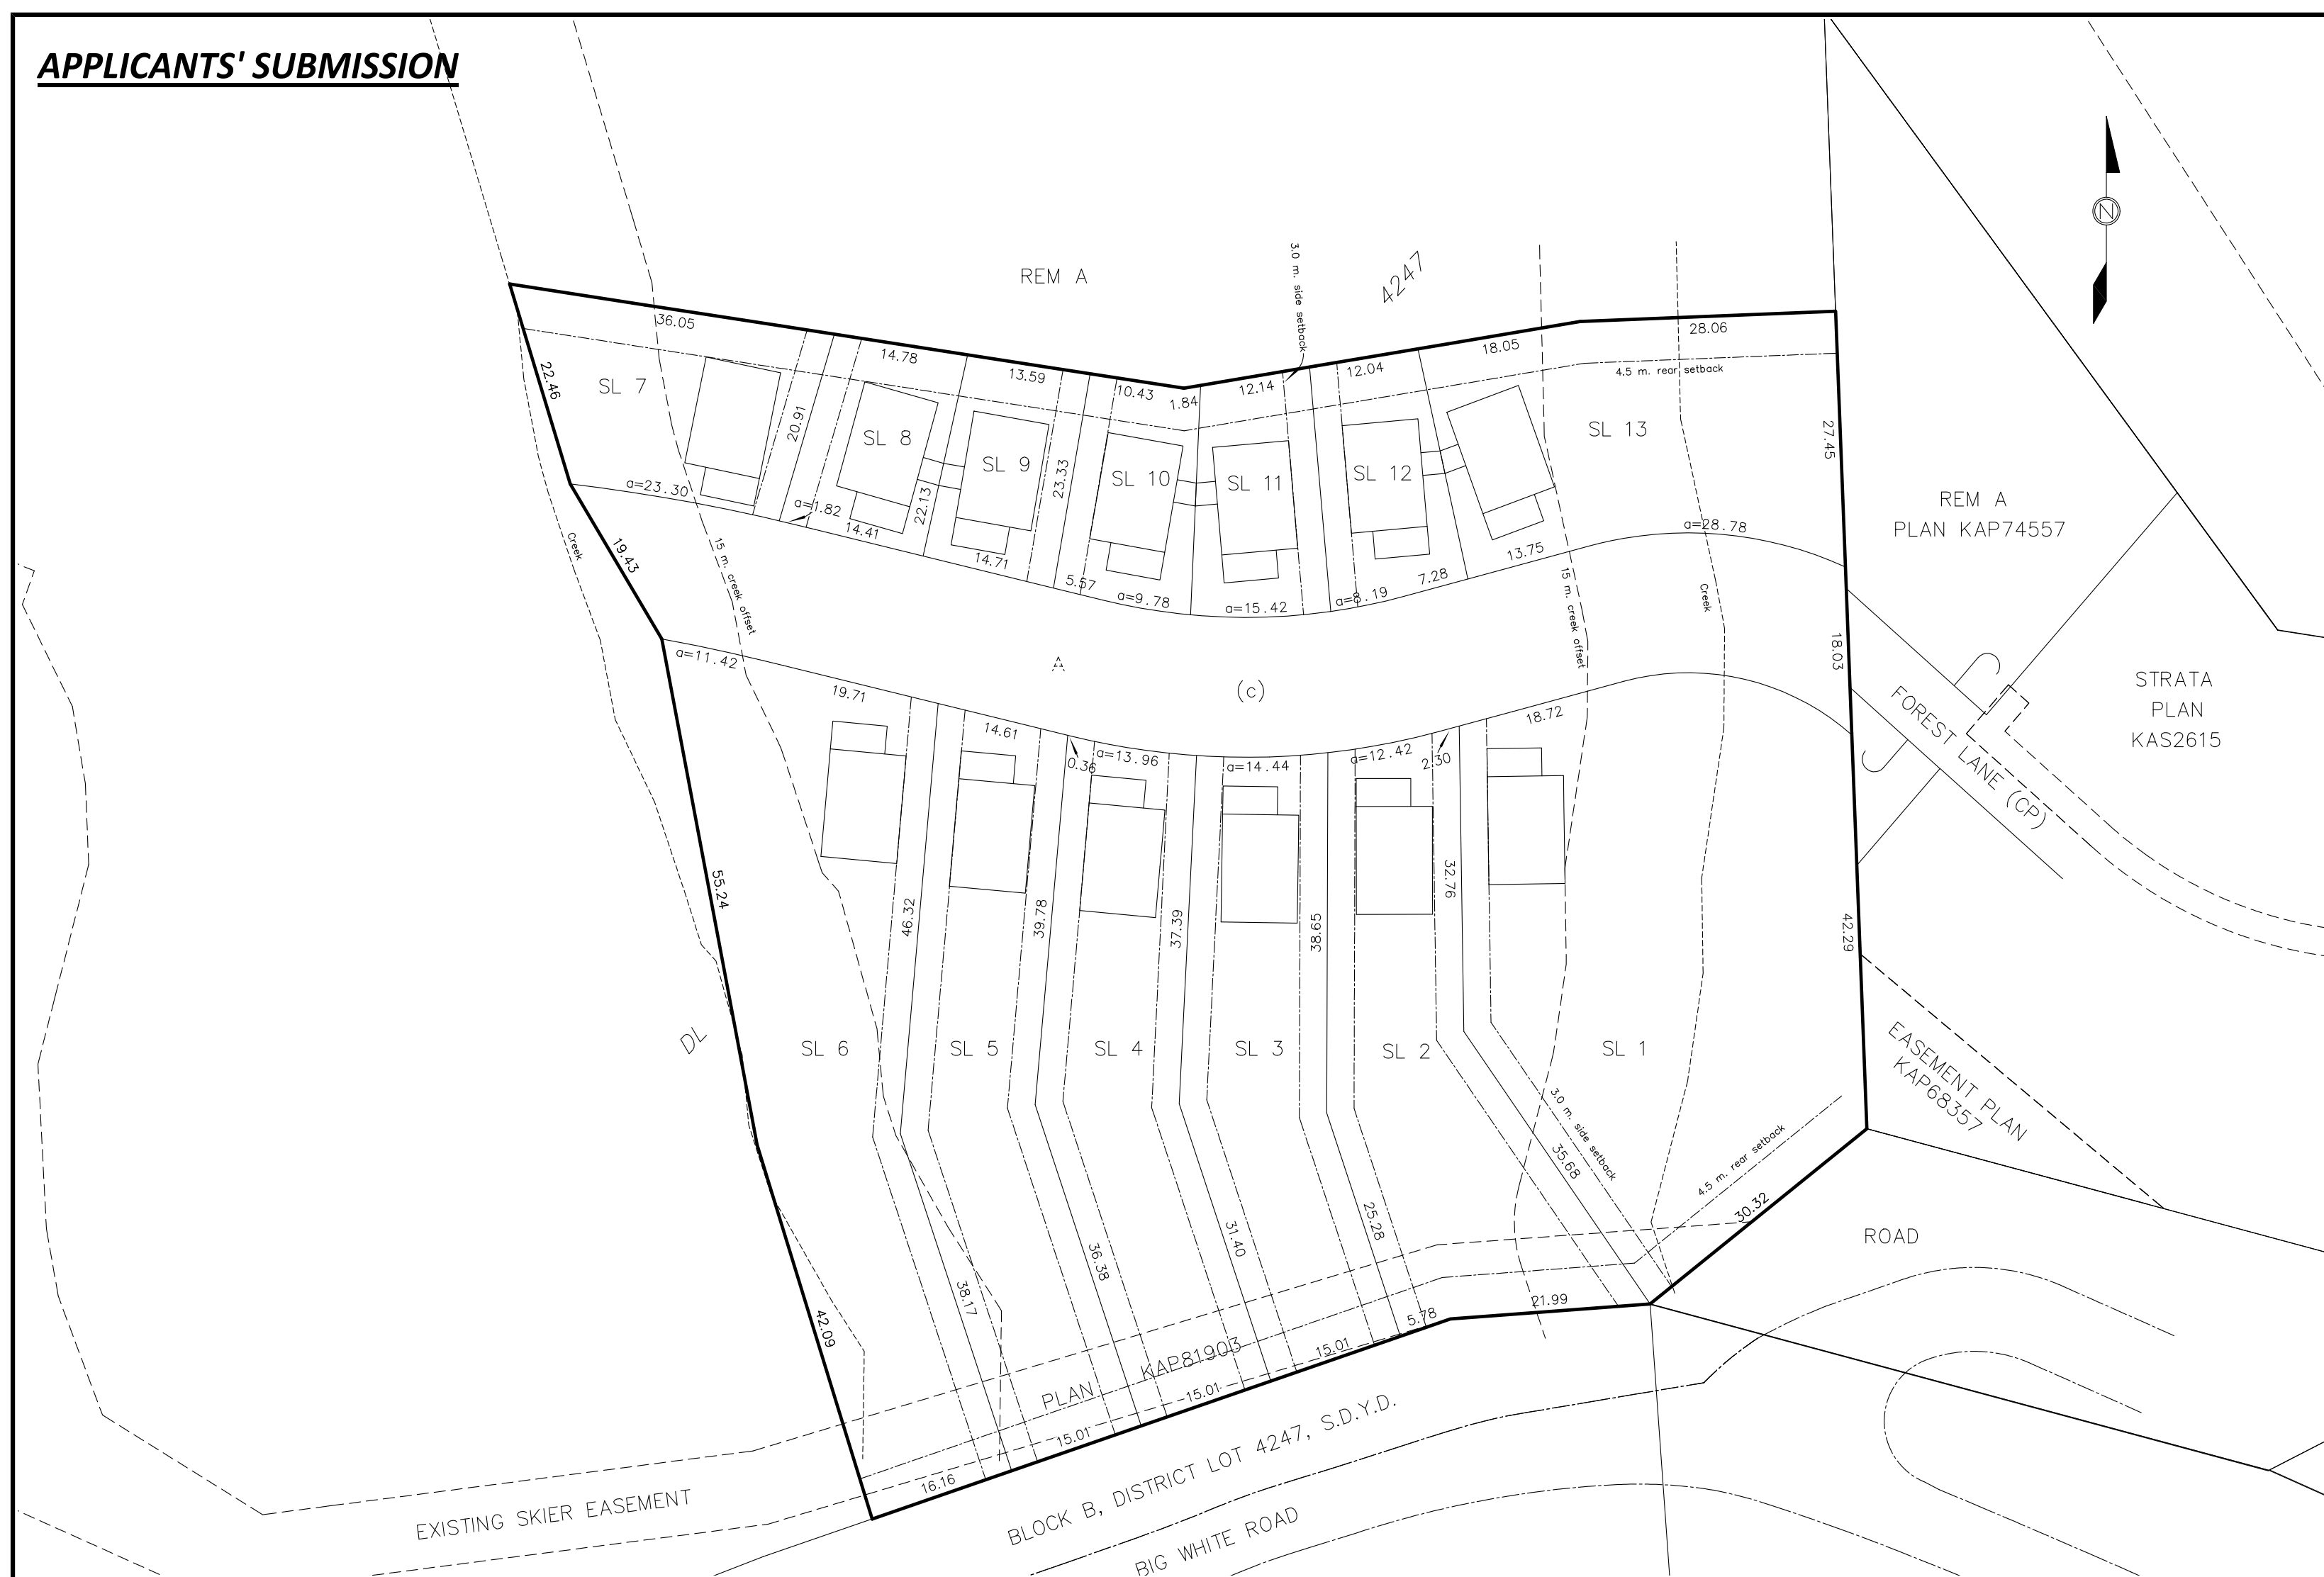 APPLICANTS' SUBMISSION
REM A
4247
3.0 m. side setback
N
36.05
14.78
13.59
10.43
1.84
12.14
12.04
18.05
28.06
4.5 m. rear setback
22.46
SL 7
20.91
SL 8
SL 9
23.33
SL 10
SL 11
SL 12
SL 13
27.45
REM A
PLAN KAP74557
a=23.30
a=1.82
14.41
22.13
14.71
5.57
a=9.78
a=15.42
a=8.19
7.28
13.75
a=28.78
Creek
19.43
15 m. creek offset
15 m. creek offset
Creek
a=11.42
A
(c)
18.03
STRATA
PLAN
KAS2615
FOREST LANE (CP)
19.71
14.61
0.36
a=13.96
a=14.44
a=12.42
2.30
18.72
55.24
46.32
39.78
37.39
38.65
32.76
42.29
DL
SL 6
SL 5
SL 4
SL 3
SL 2
SL 1
EASEMENT PLAN
KAP68357
3.0 m. side setback
4.5 m. rear setback
35.68
30.32
ROAD
42.09
38.17
36.38
31.40
25.28
5.78
21.99
PLAN KAP81903
16.16
15.01
15.01
15.01
EXISTING SKIER EASEMENT
BLOCK B, DISTRICT LOT 4247, S.D.Y.D.
BIG WHITE ROAD